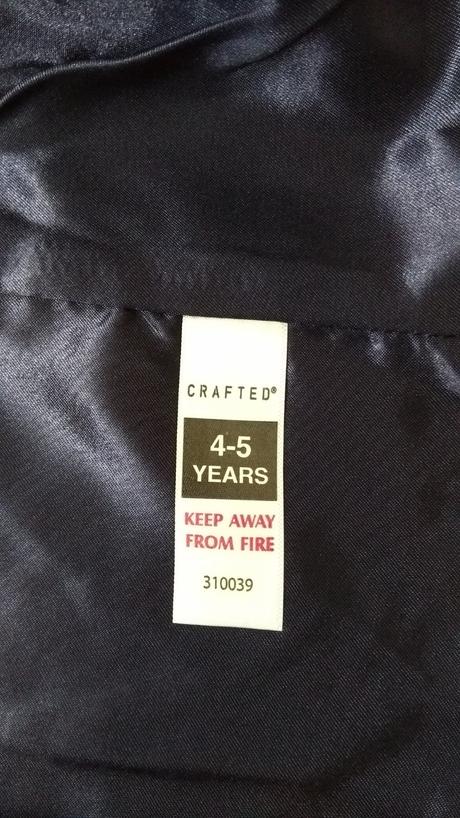 CRAFTED®
4-5
YEARS
KEEP AWAY
FROM FIRE
310039